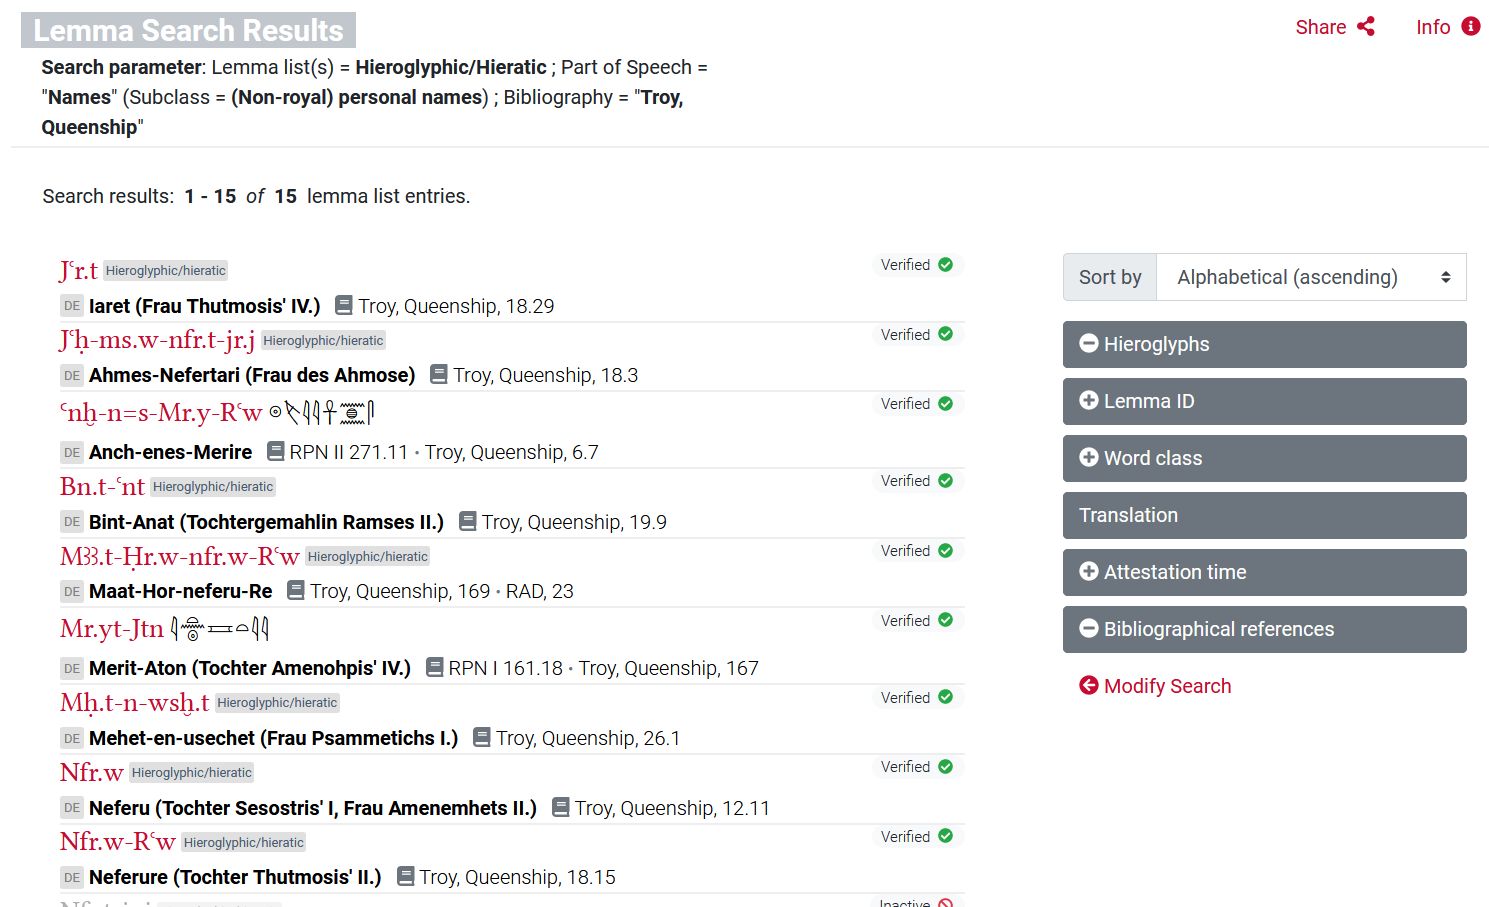 Lemma Search Results
Share
Info
Search parameter: Lemma list(s) = Hieroglyphic/Hieratic ; Part of Speech =
"Names" (Subclass = (Non-royal) personal names) ; Bibliography = "Troy,
Queenship"
Search results: 1 - 15 of 15 lemma list entries.
Jꜥr.t Hieroglyphic/hieratic Verified
DE Iaret (Frau Thutmosis' IV.) Troy, Queenship, 18.29
Jꜥḥ-ms.w-nfr.t-jr.j Hieroglyphic/hieratic Verified
DE Ahmes-Nefertari (Frau des Ahmose) Troy, Queenship, 18.3
ꜥnḫ-n=s-Mr.y-Rꜥw Verified
DE Anch-enes-Merire RPN II 271.11 • Troy, Queenship, 6.7
Bn.t-ꜥnt Hieroglyphic/hieratic Verified
DE Bint-Anat (Tochtergemahlin Ramses II.) Troy, Queenship, 19.9
Mꜣꜣ.t-Ḥr.w-nfr.w-Rꜥw Hieroglyphic/hieratic Verified
DE Maat-Hor-neferu-Re Troy, Queenship, 169 • RAD, 23
Mr.yt-Jtn Verified
DE Merit-Aton (Tochter Amenohpis' IV.) RPN I 161.18 • Troy, Queenship, 167
Mḥ.t-n-wsḫ.t Hieroglyphic/hieratic Verified
DE Mehet-en-usechet (Frau Psammetichs I.) Troy, Queenship, 26.1
Nfr.w Hieroglyphic/hieratic Verified
DE Neferu (Tochter Sesostris' I, Frau Amenemhets II.) Troy, Queenship, 12.11
Nfr.w-Rꜥw Hieroglyphic/hieratic Verified
DE Neferure (Tochter Thutmosis' II.) Troy, Queenship, 18.15
Inactive
Sort by Alphabetical (ascending)
Hieroglyphs
Lemma ID
Word class
Translation
Attestation time
Bibliographical references
Modify Search